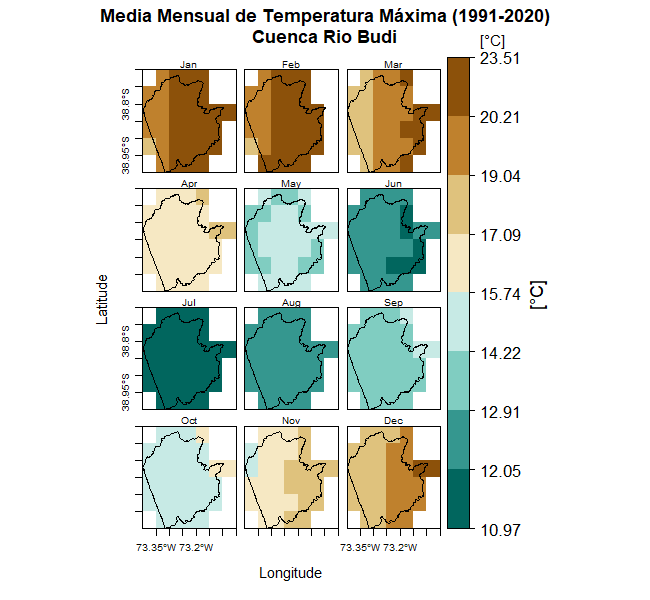 Media Mensual de Temperatura Máxima (1991-2020)
Cuenca Rio Budi
[°C]
Jan Feb Mar
38.8°S
38.95°S
Apr May Jun
Jul Aug Sep
38.8°S
38.95°S
Oct Nov Dec
73.35°W 73.2°W 73.35°W 73.2°W
Latitude
Longitude
23.51
20.21
19.04
17.09
15.74
14.22
12.91
12.05
10.97
[°C]